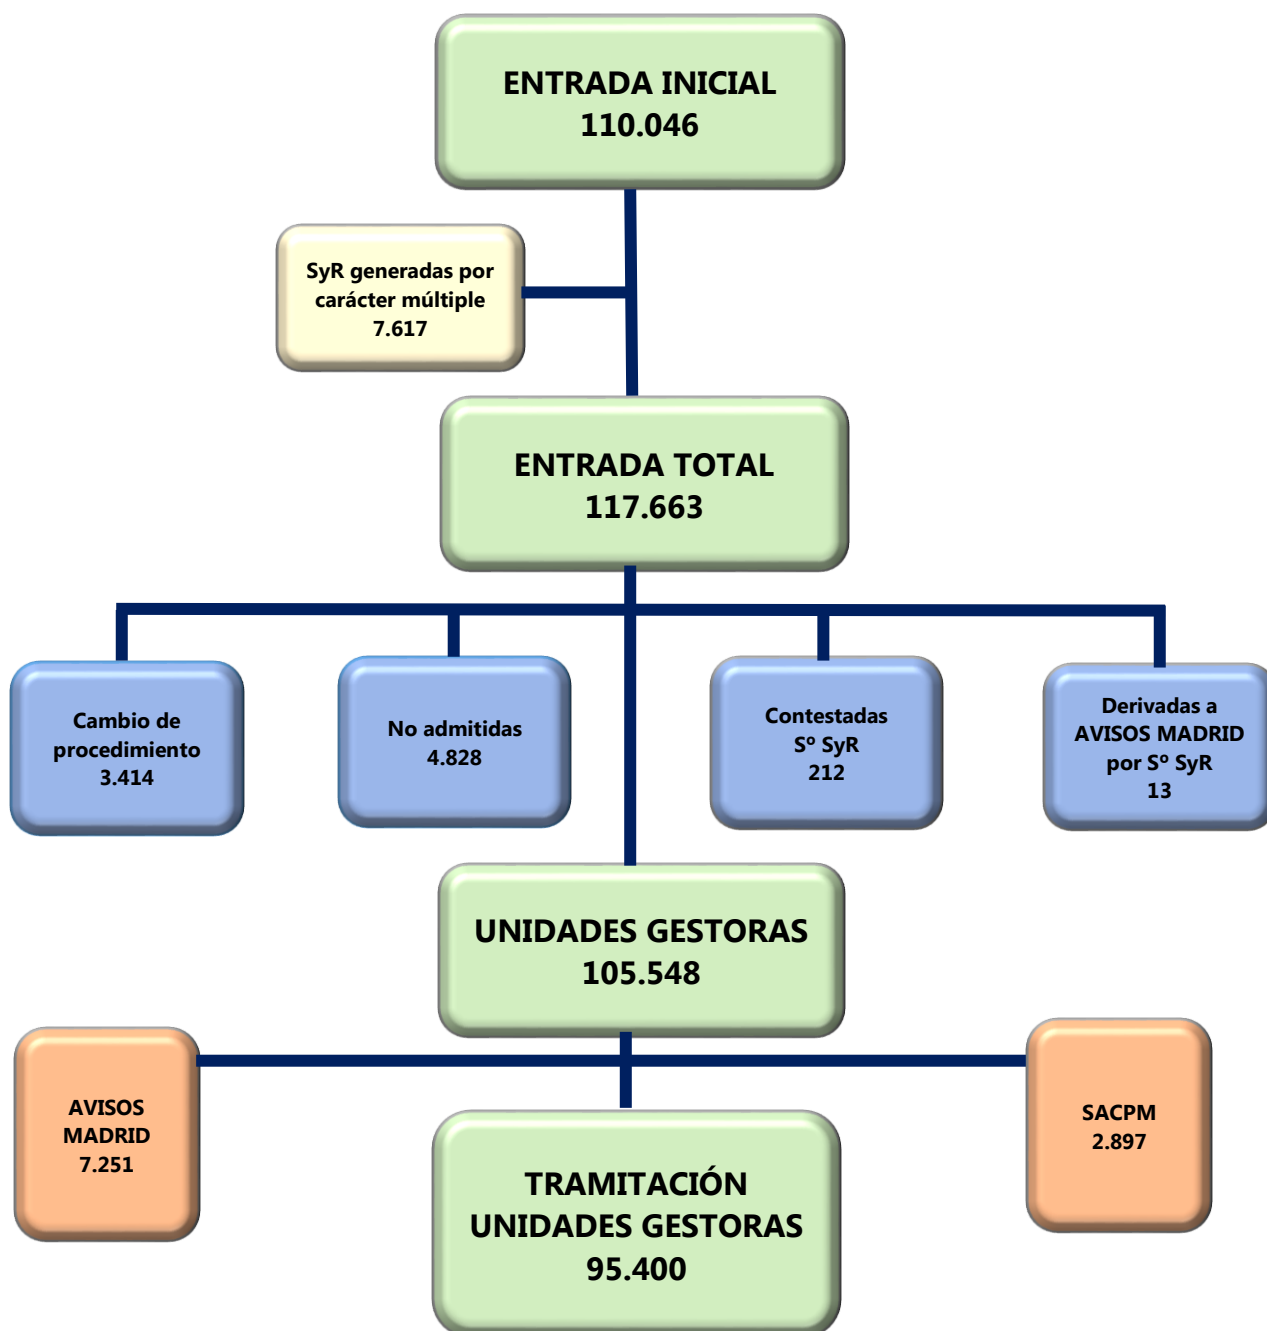 ENTRADA INICIAL
110.046
SyR generadas por
carácter múltiple
7.617
ENTRADA TOTAL
117.663
Cambio de
procedimiento
3.414
No admitidas
4.828
Contestadas
Sº SyR
212
Derivadas a
AVISOS MADRID
por Sº SyR
13
UNIDADES GESTORAS
105.548
AVISOS
MADRID
7.251
SACPM
2.897
TRAMITACIÓN
UNIDADES GESTORAS
95.400